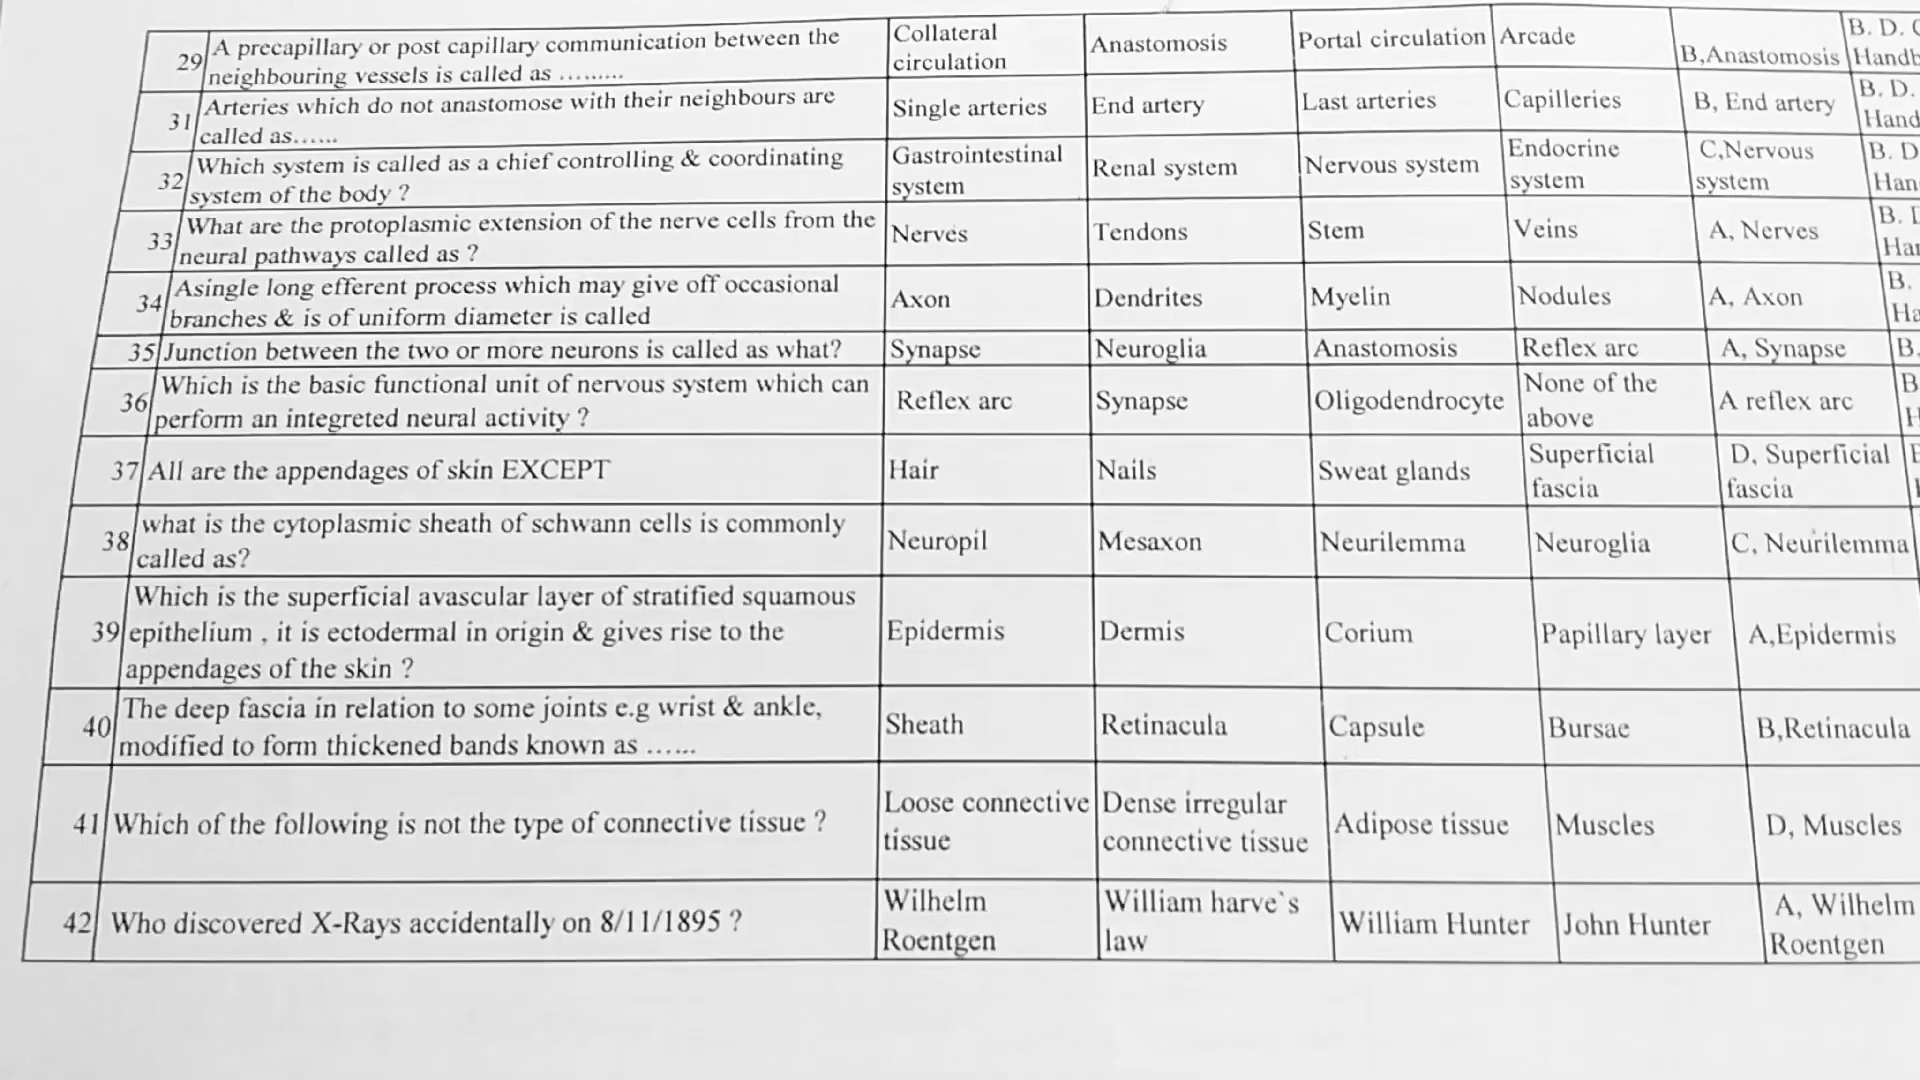 29 A precapillary or post capillary communication between the neighbouring vessels is called as ......... Collateral circulation Anastomosis Portal circulation Arcade B,Anastomosis B. D.
31 Arteries which do not anastomose with their neighbours are called as...... Single arteries End artery Last arteries Capilleries B, End artery B. D.
32 Which system is called as a chief controlling & coordinating system of the body ? Gastrointestinal system Renal system Nervous system Endocrine system C,Nervous system B. D
33 What are the protoplasmic extension of the nerve cells from the neural pathways called as ? Nerves Tendons Stem Veins A, Nerves B.
34 Asingle long efferent process which may give off occasional branches & is of uniform diameter is called Axon Dendrites Myelin Nodules A, Axon B.
35 Junction between the two or more neurons is called as what? Synapse Neuroglia Anastomosis Reflex arc A, Synapse B.
36 Which is the basic functional unit of nervous system which can perform an integreted neural activity ? Reflex arc Synapse Oligodendrocyte None of the above A reflex arc B
37 All are the appendages of skin EXCEPT Hair Nails Sweat glands Superficial fascia D, Superficial fascia
38 what is the cytoplasmic sheath of schwann cells is commonly called as? Neuropil Mesaxon Neurilemma Neuroglia C, Neurilemma
39 Which is the superficial avascular layer of stratified squamous epithelium , it is ectodermal in origin & gives rise to the appendages of the skin ? Epidermis Dermis Corium Papillary layer A,Epidermis
40 The deep fascia in relation to some joints e.g wrist & ankle, modified to form thickened bands known as ...... Sheath Retinacula Capsule Bursae B,Retinacula
41 Which of the following is not the type of connective tissue ? Loose connective tissue Dense irregular connective tissue Adipose tissue Muscles D, Muscles
42 Who discovered X-Rays accidentally on 8/11/1895 ? Wilhelm Roentgen William harve`s law William Hunter John Hunter A, Wilhelm Roentgen